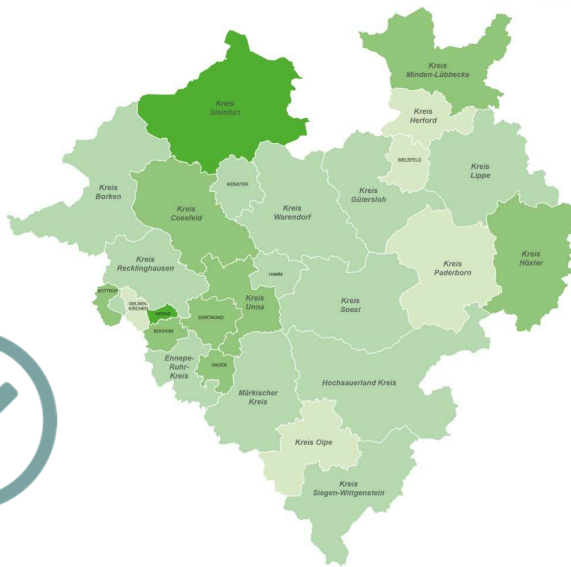 Kreis
Minden-Lübbecke
Kreis
Steinfurt
Kreis
Herford
BIELEFELD
Kreis
Lippe
MÜNSTER
Kreis
Borken
Kreis
Gütersloh
Kreis
Coesfeld
Kreis
Warendorf
Kreis
Höxter
Kreis
Paderborn
Kreis
Recklinghausen
HAMM
BOTTROP
GELSEN-
KIRCHEN
Kreis
Unna
Kreis
Soest
HERNE
DORTMUND
BOCHUM
Ennepe-
Ruhr-
Kreis
HAGEN
Hochsauerland Kreis
Märkischer
Kreis
Kreis Olpe
Kreis
Siegen-Wittgenstein